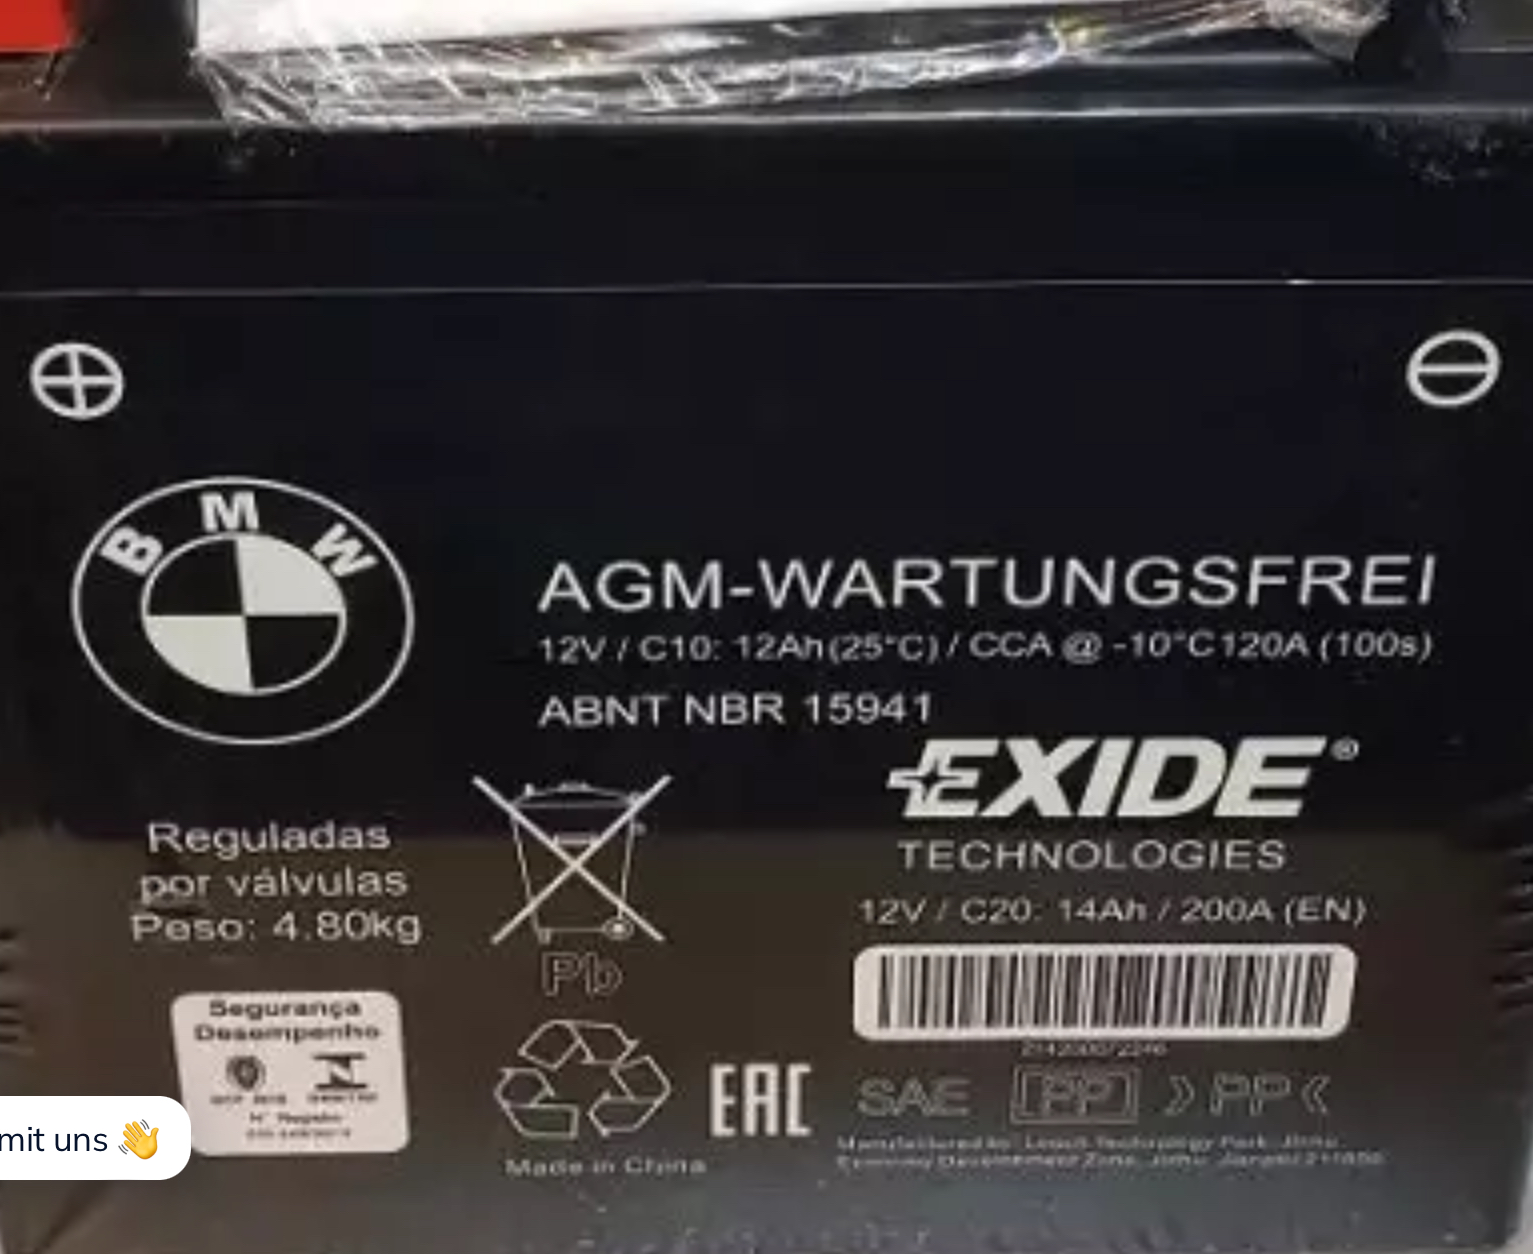 BMW
AGM-WARTUNGSFREI
12V / C10: 12Ah (25°C) / CCA @ -10°C 120A (100s)
ABNT NBR 15941
EXIDE®
TECHNOLOGIES
12V / C20: 14Ah / 200A (EN)
Reguladas
por válvulas
Peso: 4.80kg
Pb
Segurança
Desempenho
EAC
SAE PP >PP<
Made in China
mit uns 👋